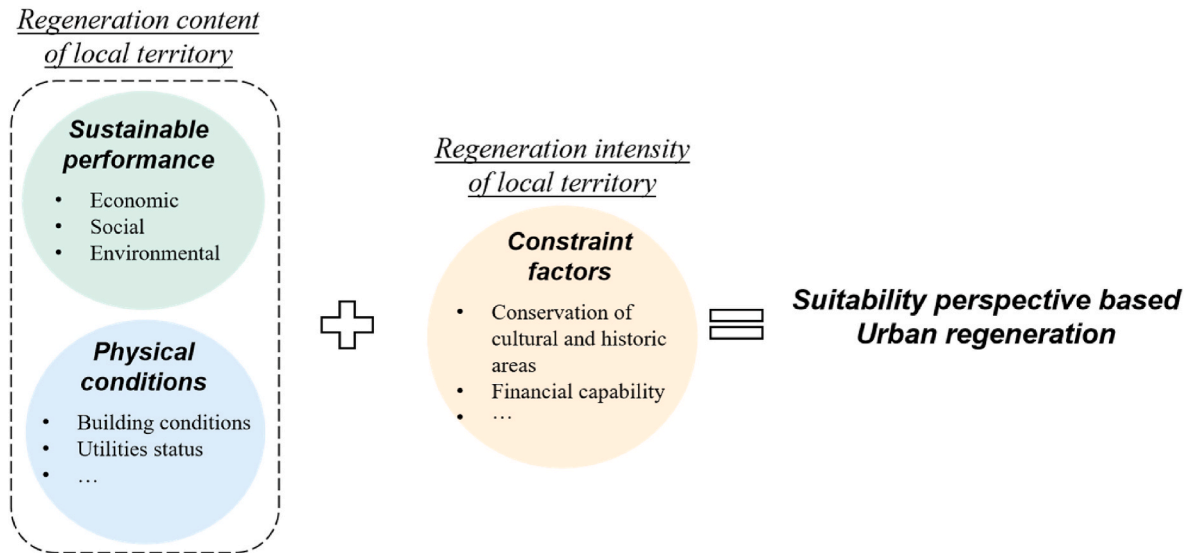 Regeneration content
of local territory
Sustainable
performance
• Economic
• Social
• Environmental
Physical
conditions
• Building conditions
• Utilities status
• …
Regeneration intensity
of local territory
Constraint
factors
• Conservation of
cultural and historic
areas
• Financial capability
• …
Suitability perspective based
Urban regeneration